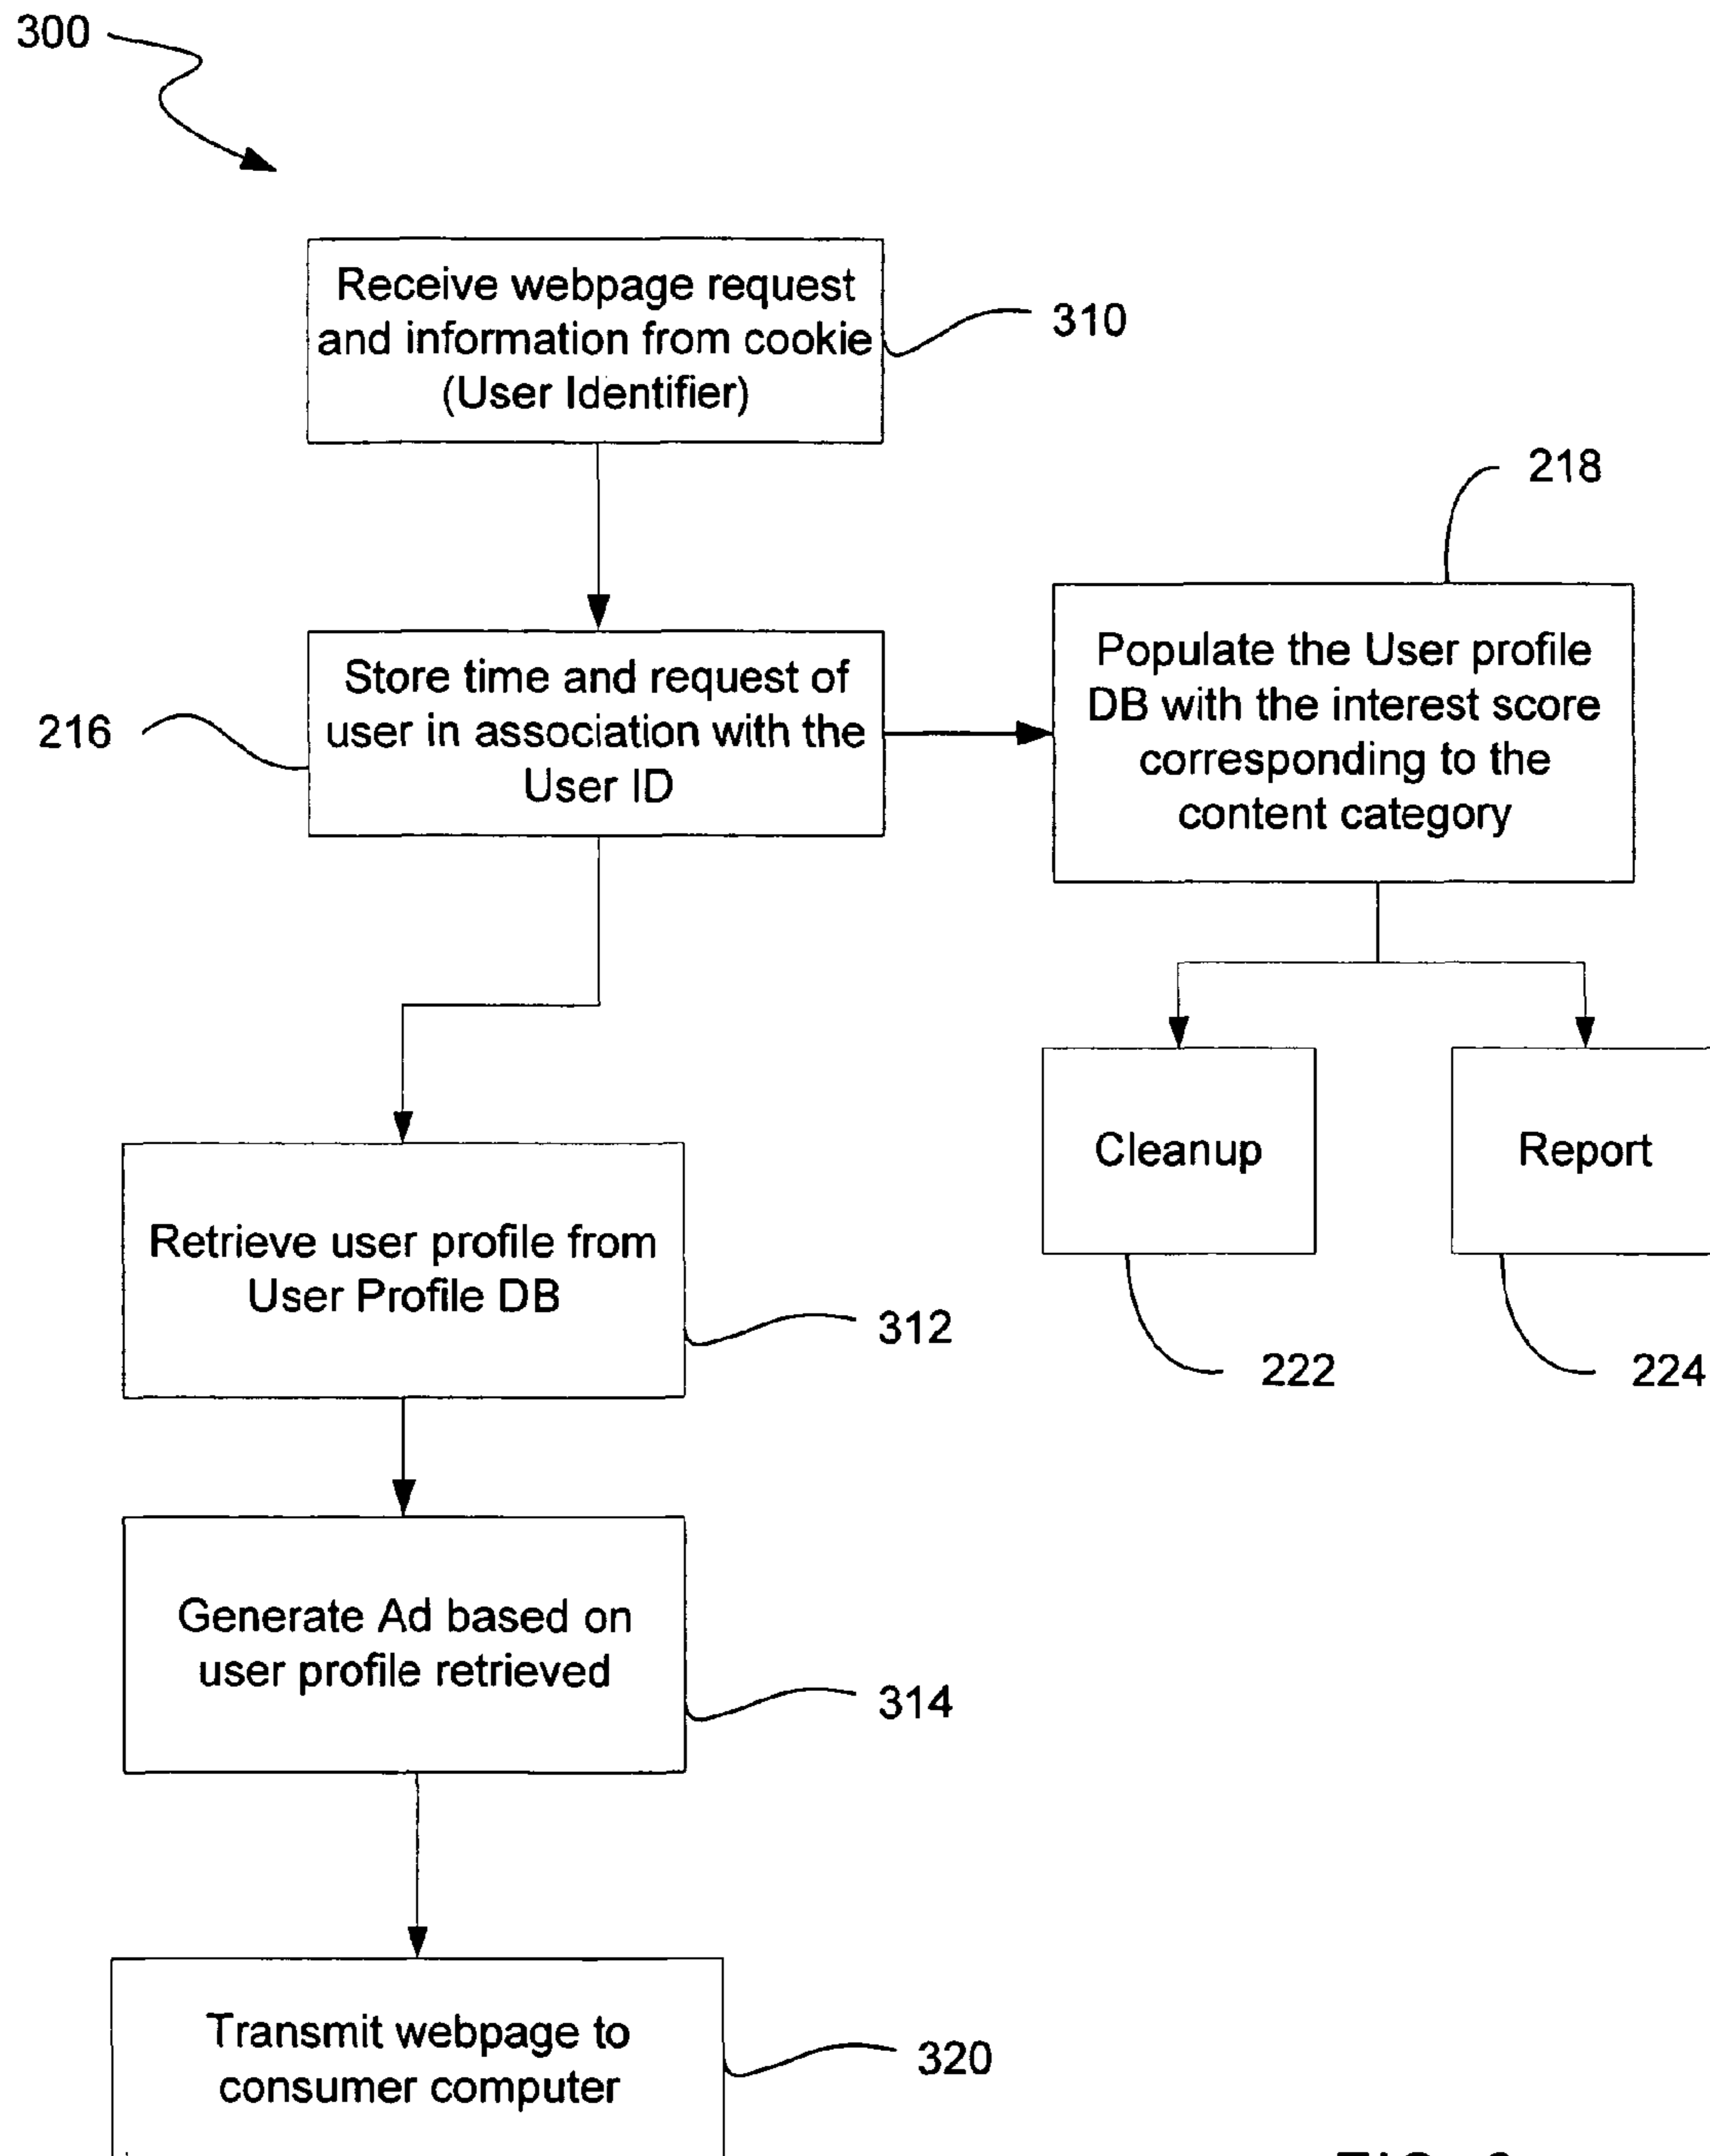 300
Receive webpage request
and information from cookie
(User Identifier)
310
218
Store time and request of
user in association with the
User ID
216
Populate the User profile
DB with the interest score
corresponding to the
content category
Cleanup
Report
Retrieve user profile from
User Profile DB
312
222
224
Generate Ad based on
user profile retrieved
314
Transmit webpage to
consumer computer
320